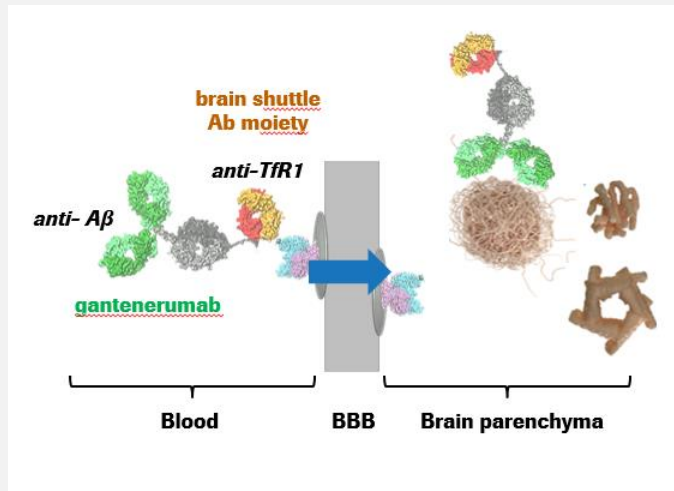 brain shuttle
Ab moiety
anti-TfR1
anti- Aβ
gantenerumab
Blood
BBB
Brain parenchyma